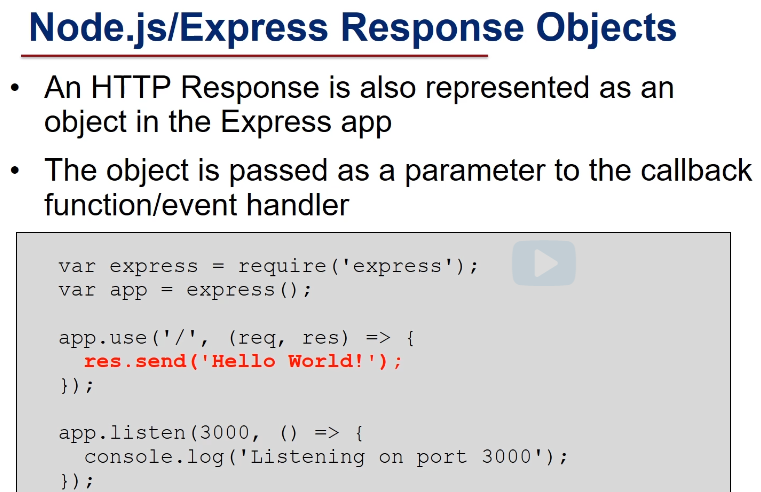 Node.js/Express Response Objects
• An HTTP Response is also represented as an
object in the Express app
• The object is passed as a parameter to the callback
function/event handler
var express = require('express');
var app = express();
app.use('/', (req, res) => {
res.send('Hello World!');
});
app.listen(3000, () => {
console.log('Listening on port 3000');
});